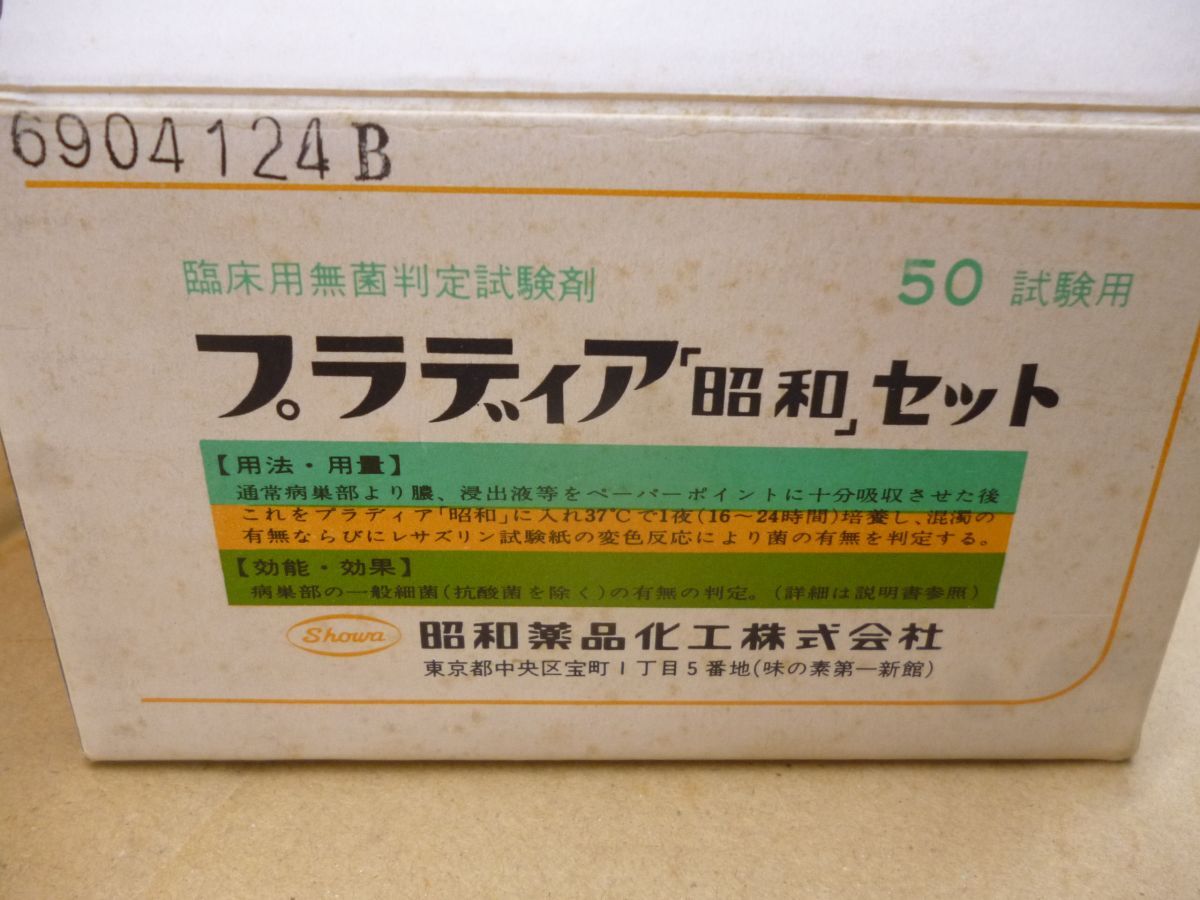 6904124B
臨床用無菌判定試験剤 50 試験用
プラディア「昭和」セット
【用法・用量】
通常病巣部より膿、浸出液等をペーパーポイントに十分吸収させた後
これをプラディア「昭和」に入れ37℃で1夜(16〜24時間)培養し、混濁の
有無ならびにレサズリン試験紙の変色反応により菌の有無を判定する。
【効能・効果】
病巣部の一般細菌(抗酸菌を除く)の有無の判定。(詳細は説明書参照)
Showa 昭和薬品化工株式会社
東京都中央区宝町1丁目5番地(味の素第一新館)